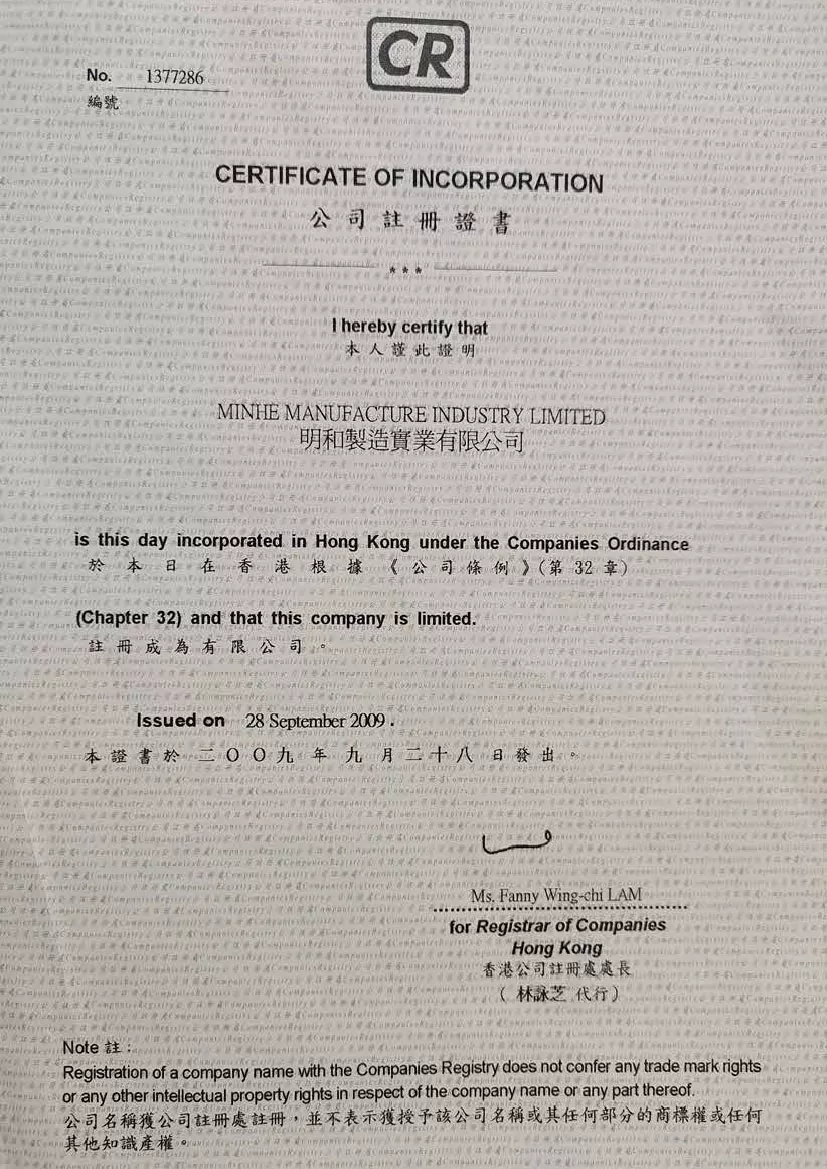 CR
No. 1377286
編號
CERTIFICATE OF INCORPORATION
公司註冊證書
***
I hereby certify that
本人謹此證明
MINHE MANUFACTURE INDUSTRY LIMITED
明和製造實業有限公司
is this day incorporated in Hong Kong under the Companies Ordinance
於本日在香港根據《公司條例》(第32章)
(Chapter 32) and that this company is limited.
註冊成為有限公司。
Issued on 28 September 2009.
本證書於二〇〇九年九月二十八日發出。
Ms. Fanny Wing-chi LAM
for Registrar of Companies
Hong Kong
香港公司註冊處處長
(林詠芝代行)
Note 註:
Registration of a company name with the Companies Registry does not confer any trade mark rights
or any other intellectual property rights in respect of the company name or any part thereof.
公司名稱獲公司註冊處註冊,並不表示獲授予該公司名稱或其任何部分的商標權或任何
其他知識產權。